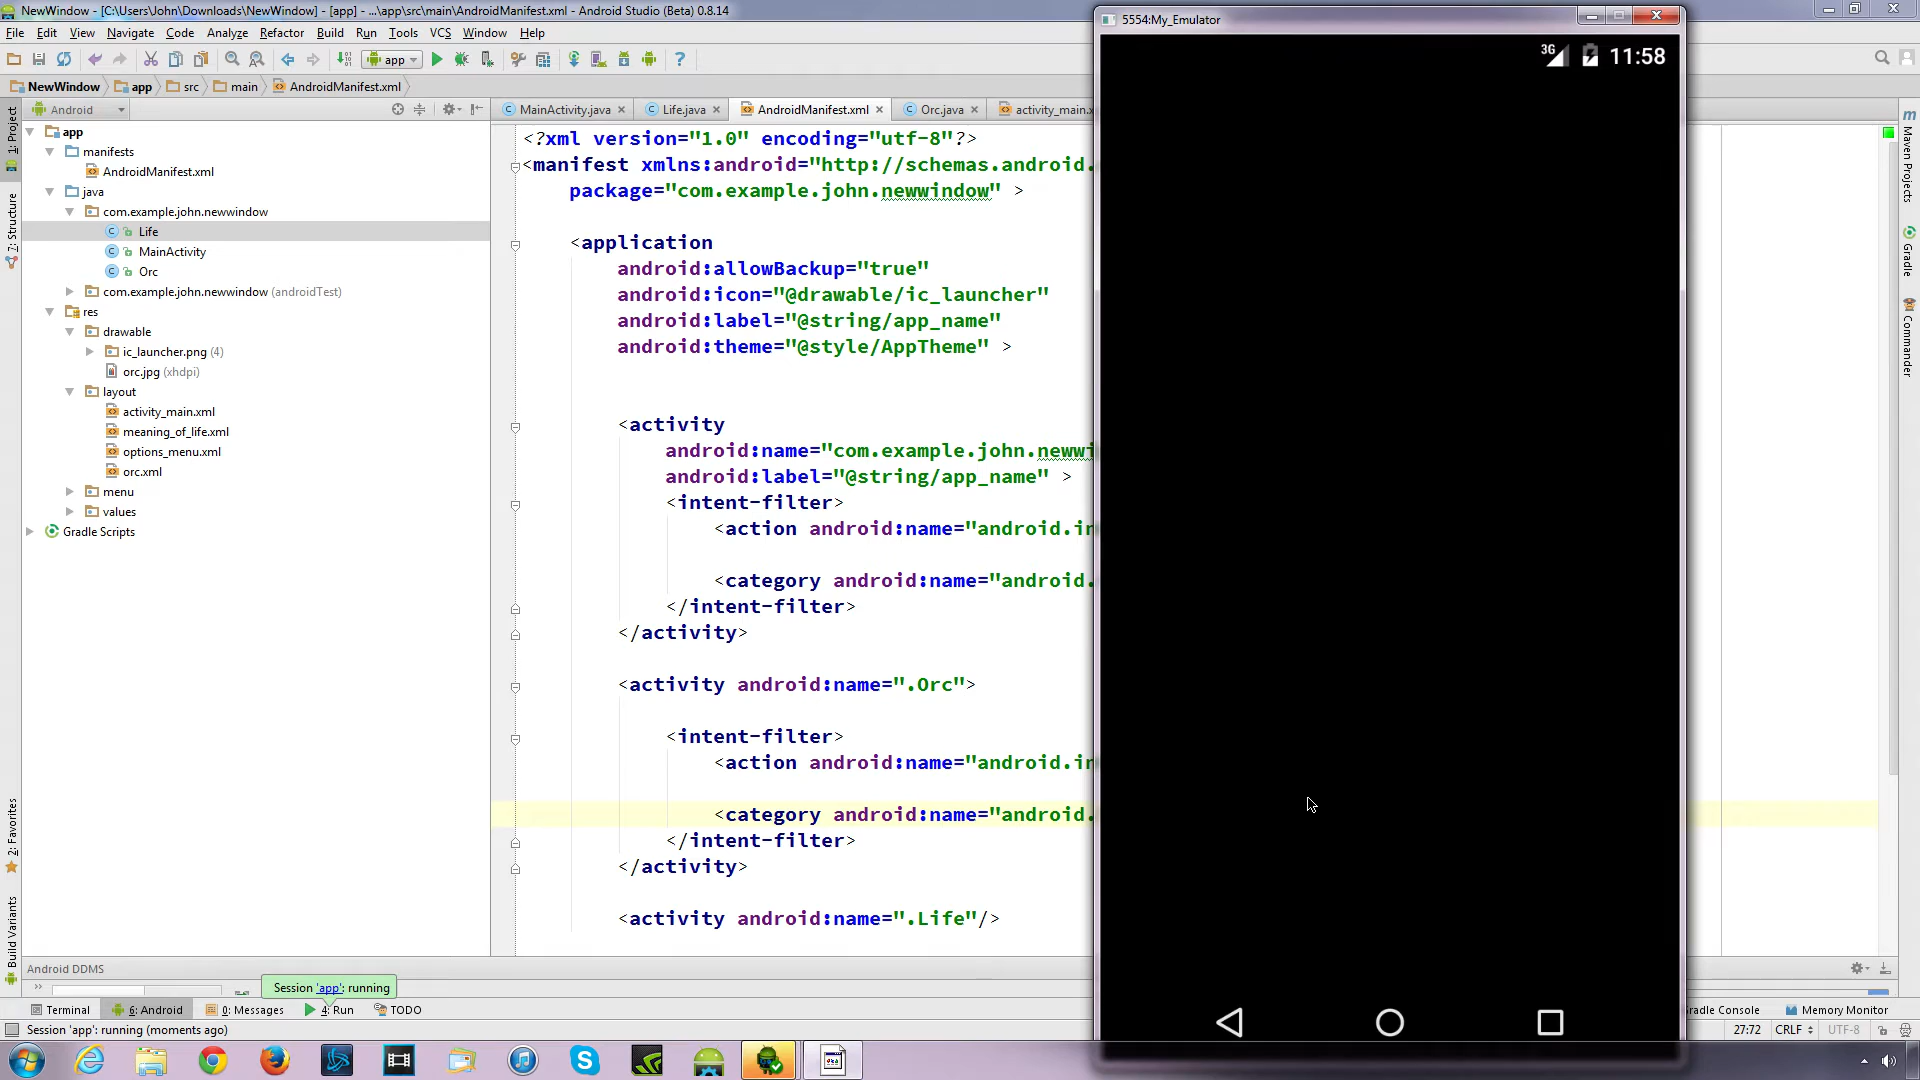 NewWindow - [C:\Users\John\Downloads\NewWindow] - [app] - ...\app\src\main\AndroidManifest.xml - Android Studio (Beta) 0.8.14
File Edit View Navigate Code Analyze Refactor Build Run Tools VCS Window Help
app
NewWindow app src main AndroidManifest.xml
Android
MainActivity.java Life.java AndroidManifest.xml Orc.java activity_main.x
1: Project
7: Structure
2: Favorites
Build Variants
app
manifests
AndroidManifest.xml
java
com.example.john.newwindow
Life
MainActivity
Orc
com.example.john.newwindow (androidTest)
res
drawable
ic_launcher.png (4)
orc.jpg (xhdpi)
layout
activity_main.xml
meaning_of_life.xml
options_menu.xml
orc.xml
menu
values
Gradle Scripts
<?xml version="1.0" encoding="utf-8"?>
<manifest xmlns:android="http://schemas.android.
package="com.example.john.newwindow" >
<application
android:allowBackup="true"
android:icon="@drawable/ic_launcher"
android:label="@string/app_name"
android:theme="@style/AppTheme" >
<activity
android:name="com.example.john.newwi
android:label="@string/app_name" >
<intent-filter>
<action android:name="android.in
<category android:name="android.
</intent-filter>
</activity>
<activity android:name=".Orc">
<intent-filter>
<action android:name="android.in
<category android:name="android.
</intent-filter>
</activity>
<activity android:name=".Life"/>
5554:My_Emulator
3G 11:58
Maven Projects
Gradle
Commander
Android DDMS
Session 'app': running
Terminal 6: Android 0: Messages 4: Run TODO
radle Console Memory Monitor
Session 'app': running (moments ago)
27:72 CRLF UTF-8